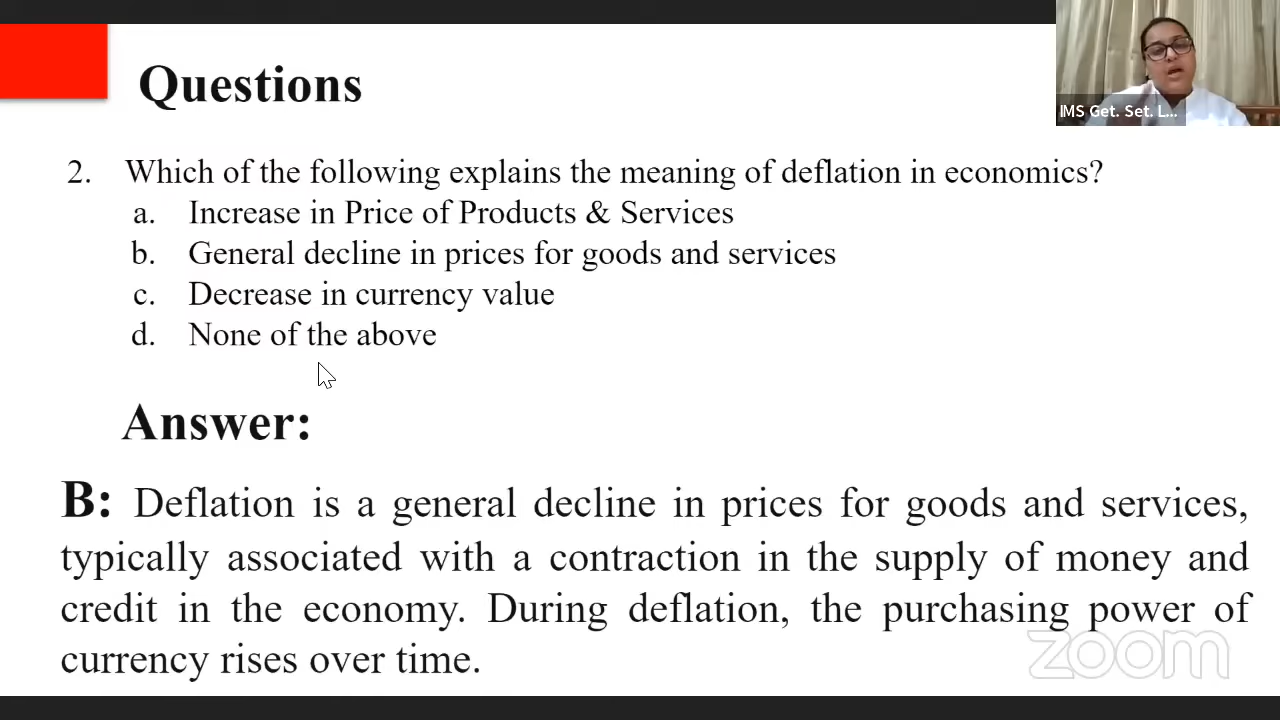 Questions
IMS Get. Set. L...
2. Which of the following explains the meaning of deflation in economics?
a. Increase in Price of Products & Services
b. General decline in prices for goods and services
c. Decrease in currency value
d. None of the above
Answer:
B: Deflation is a general decline in prices for goods and services,
typically associated with a contraction in the supply of money and
credit in the economy. During deflation, the purchasing power of
currency rises over time.
zoom